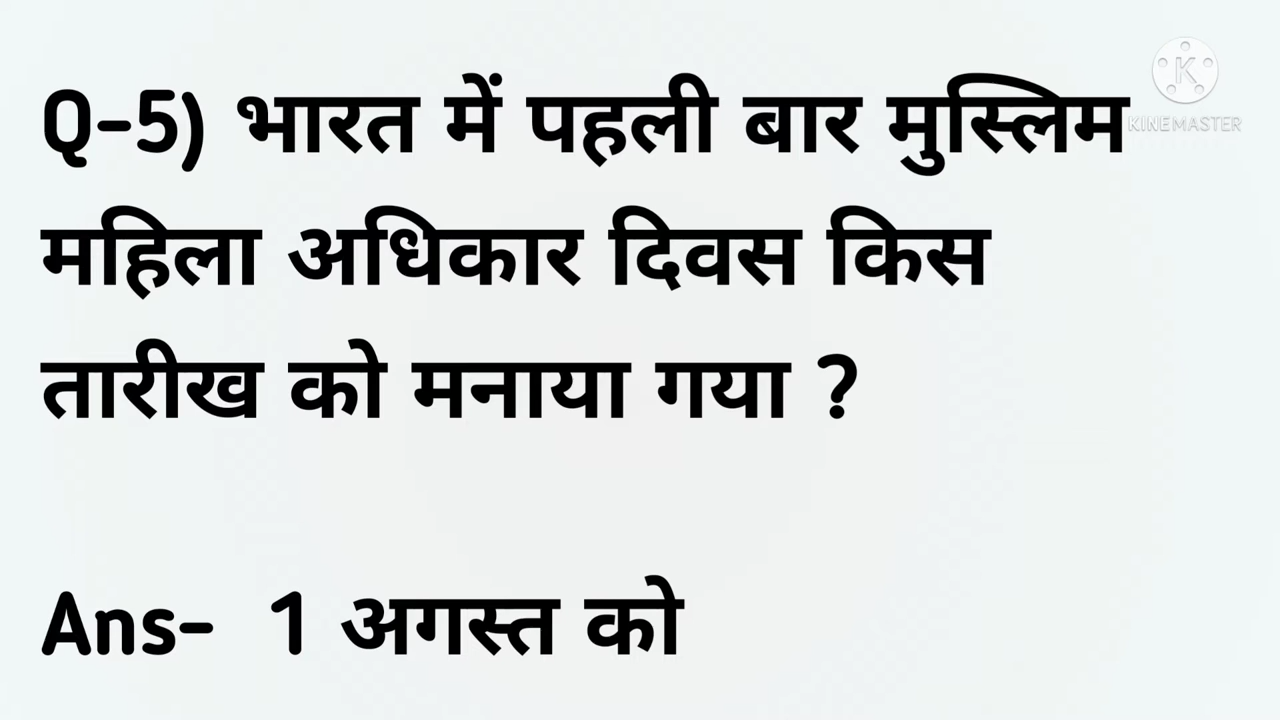 Q-5) भारत में पहली बार मुस्लिम
महिला अधिकार दिवस किस
तारीख को मनाया गया ?
Ans- 1 अगस्त को
K
KINEMASTER